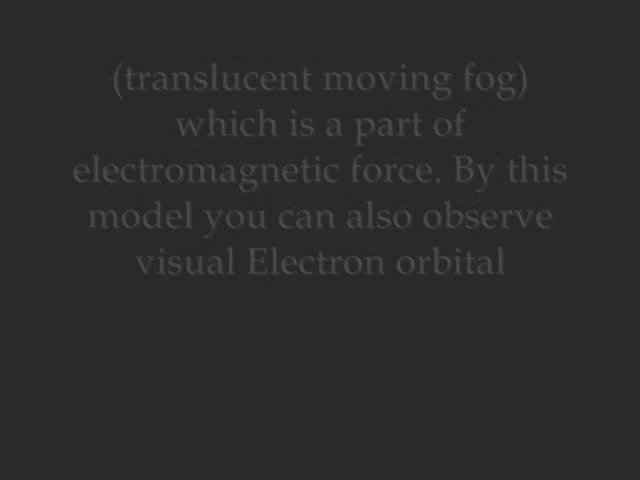 (translucent moving fog)
which is a part of
electromagnetic force. By this
model you can also observe
visual Electron orbital